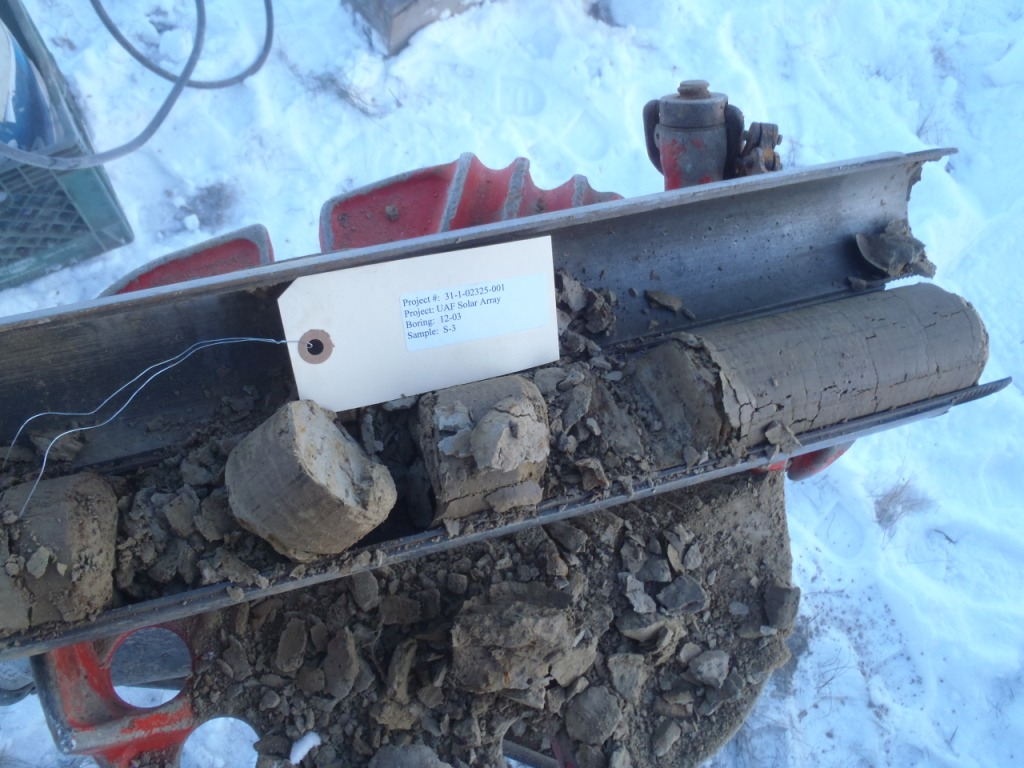 Project #: 31-1-02325-001
Project: UAF Solar Array
Boring: 12-03
Sample: S-3